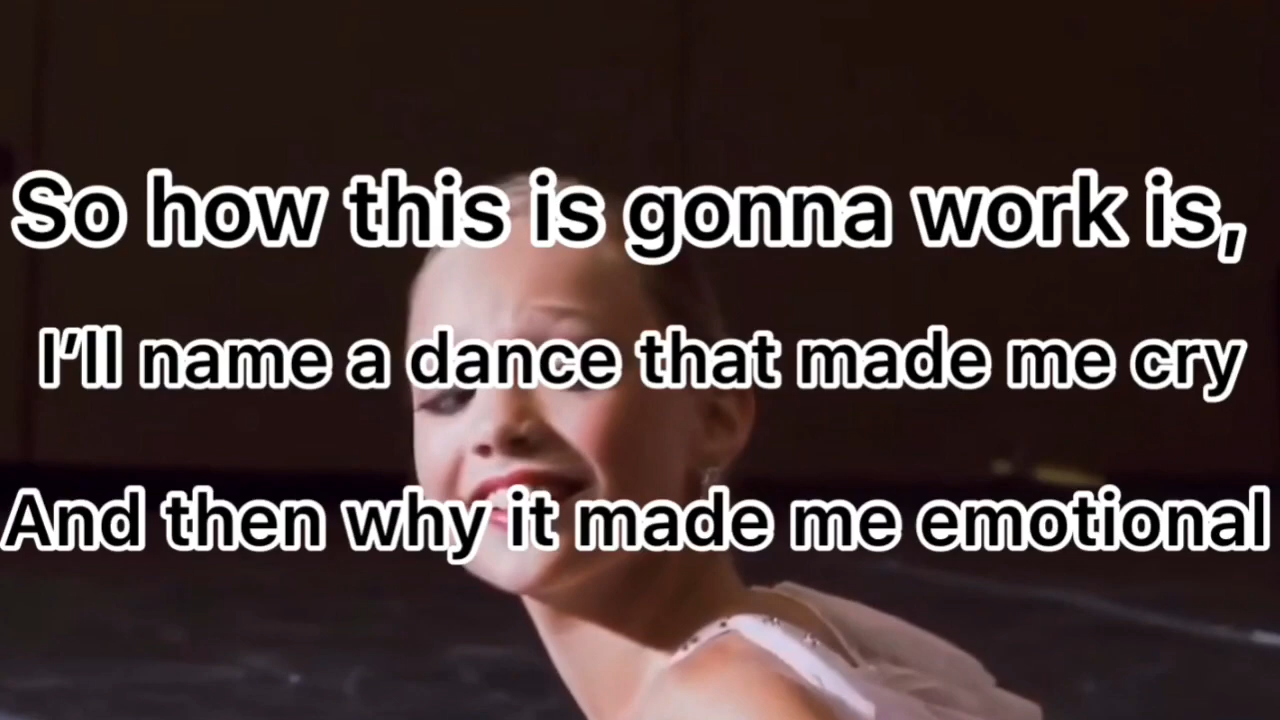 So how this is gonna work is,
I’ll name a dance that made me cry
And then why it made me emotional